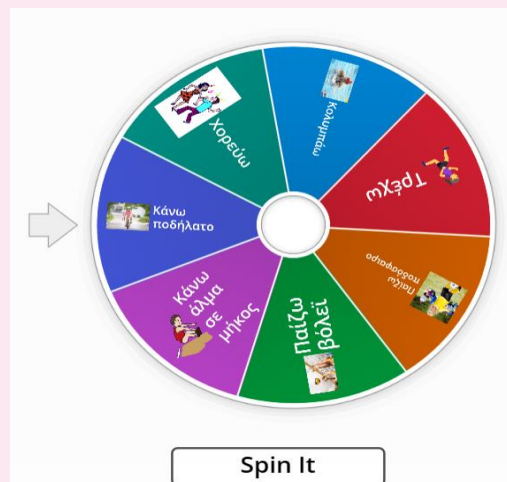 Χορεύω
Κολυμπάω
Τρέχω
Παίζω
ποδόσφαιρο
Παίζω
βόλεϊ
Κάνω
άλμα
σε
μήκος
Κάνω
ποδήλατο
Spin It